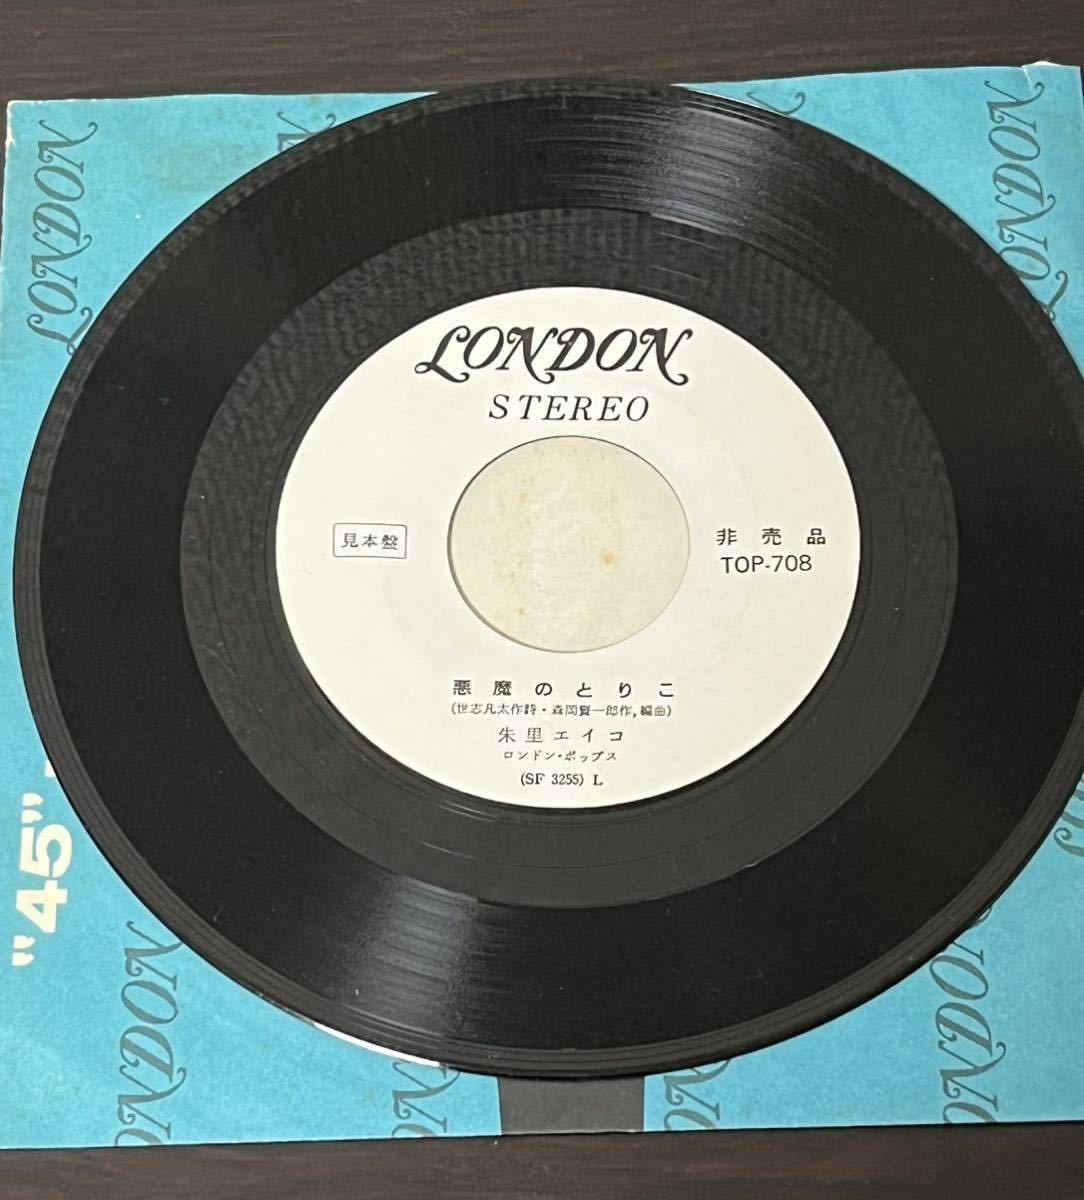 LONDON
LONDON
LONDON
STEREO
見本盤
非売品
TOP-708
悪魔のとりこ
(世志凡太作詩・森岡賢一郎作,編曲)
朱里エイコ
ロンドン・ポップス
(SF 3255) L
"45"
LONDON
LONDON